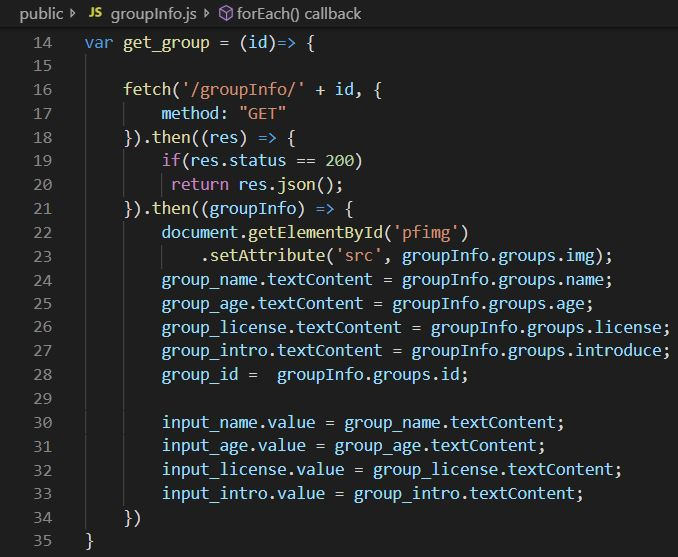 public JS groupInfo.js forEach() callback
14 var get_group = (id)=> {
15
16 fetch('/groupInfo/' + id, {
17 method: "GET"
18 }).then((res) => {
19 if(res.status == 200)
20 return res.json();
21 }).then((groupInfo) => {
22 document.getElementById('pfimg')
23 .setAttribute('src', groupInfo.groups.img);
24 group_name.textContent = groupInfo.groups.name;
25 group_age.textContent = groupInfo.groups.age;
26 group_license.textContent = groupInfo.groups.license;
27 group_intro.textContent = groupInfo.groups.introduce;
28 group_id =  groupInfo.groups.id;
29
30 input_name.value = group_name.textContent;
31 input_age.value = group_age.textContent;
32 input_license.value = group_license.textContent;
33 input_intro.value = group_intro.textContent;
34 })
35 }